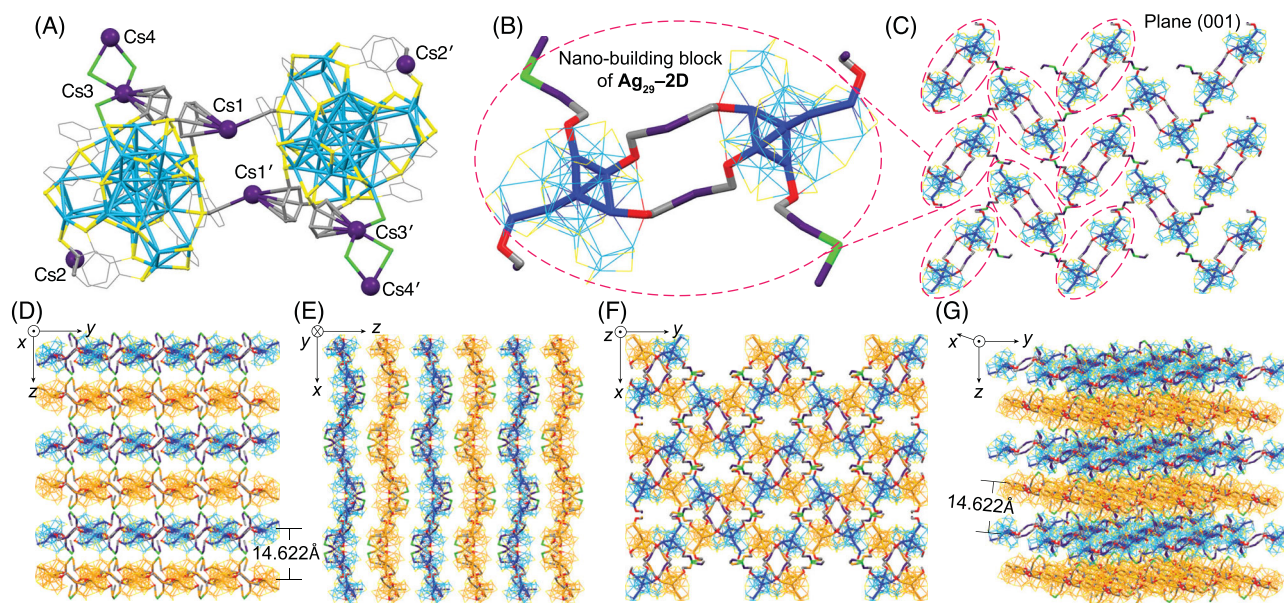 (A)
Cs4
Cs2′
Cs3
Cs1
Cs1′
Cs3′
Cs2
Cs4′
(B)
Nano-building block
of Ag₂₉–2D
(C)
Plane (001)
(D)
x
y
z
14.622Å
(E)
y
z
x
(F)
z
y
x
(G)
x
y
z
14.622Å